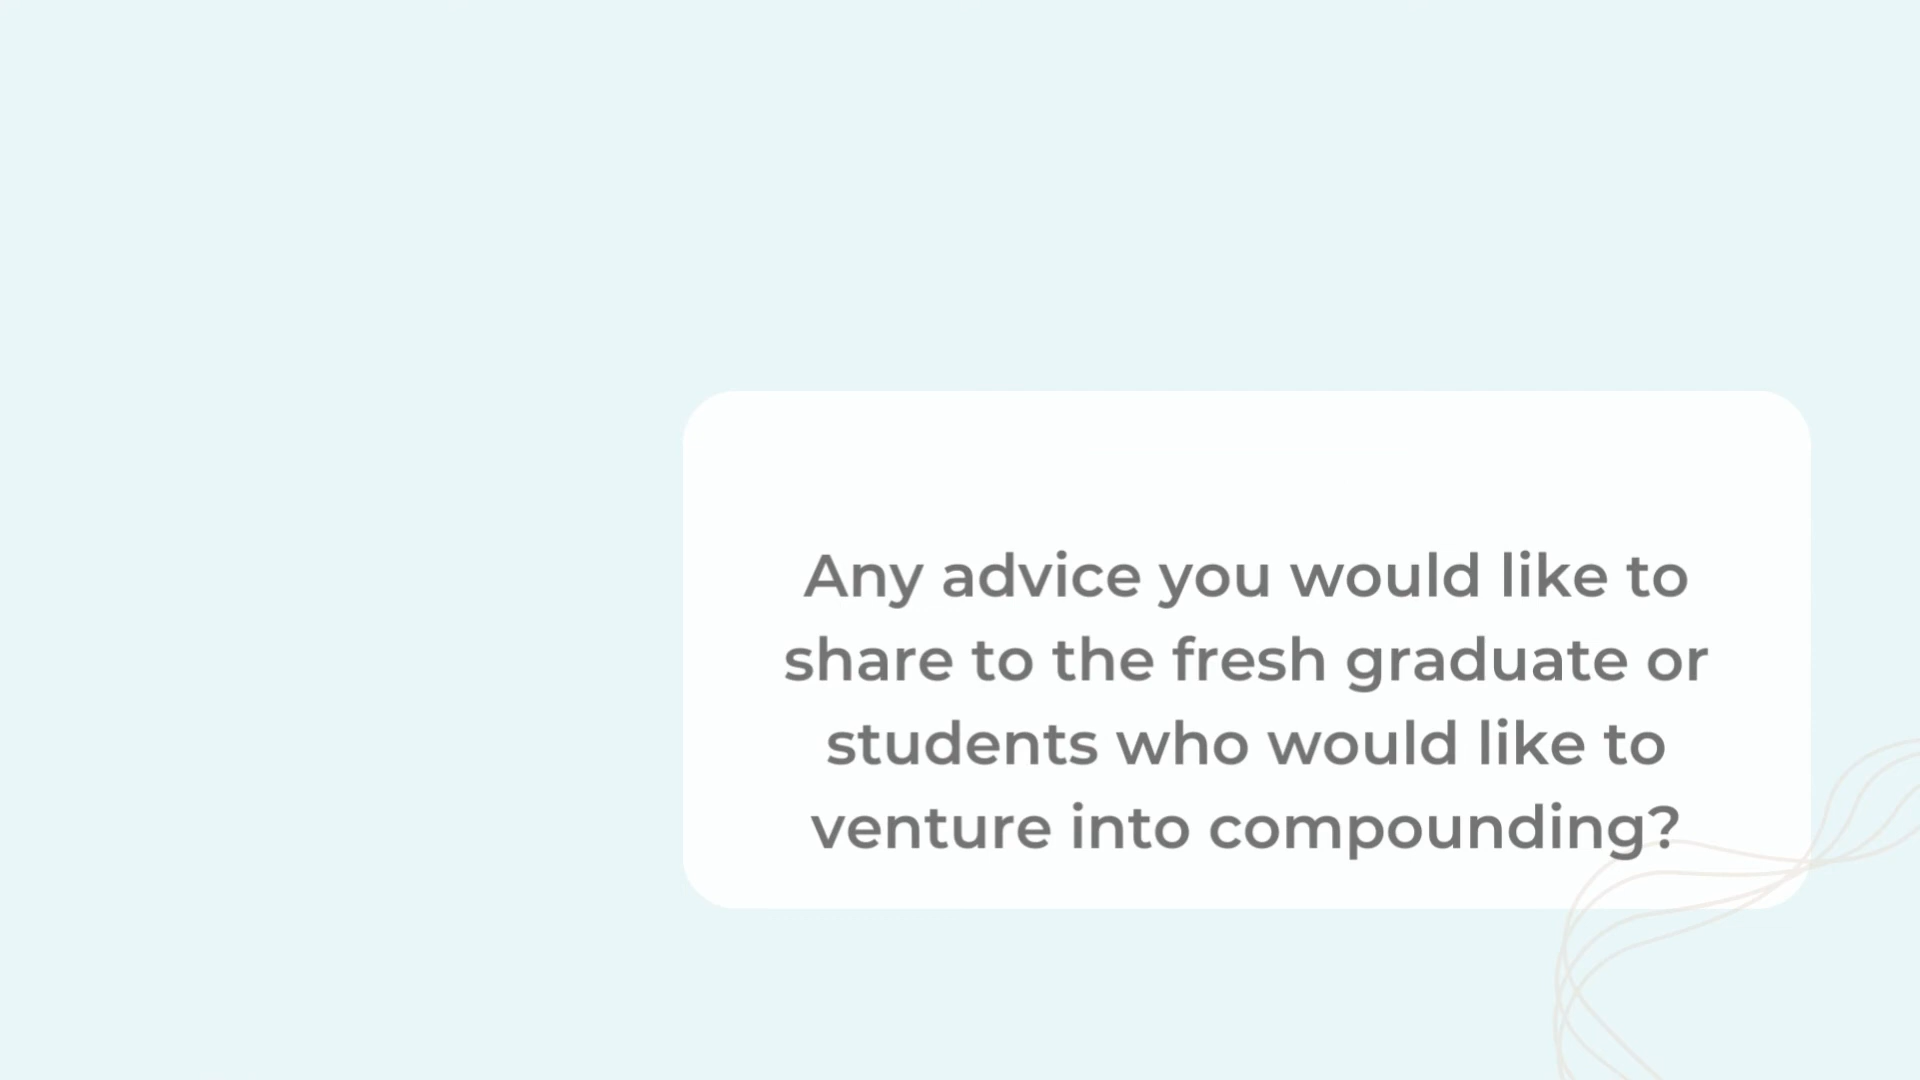 Any advice you would like to
share to the fresh graduate or
students who would like to
venture into compounding?